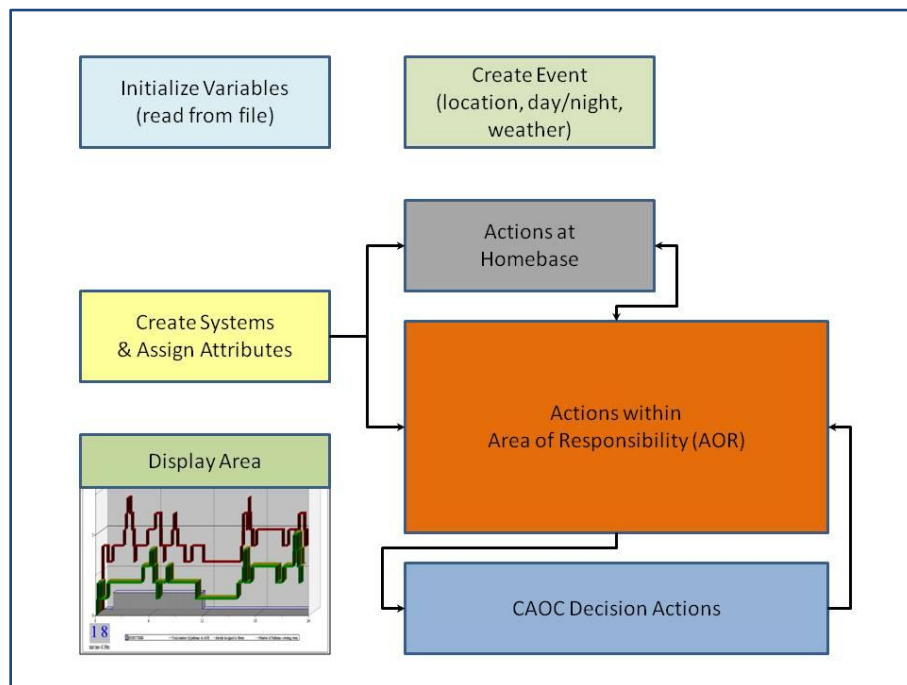 Initialize Variables
(read from file)
Create Event
(location, day/night,
weather)
Actions at
Homebase
Create Systems
& Assign Attributes
Actions within
Area of Responsibility (AOR)
Display Area
18
CAOC Decision Actions